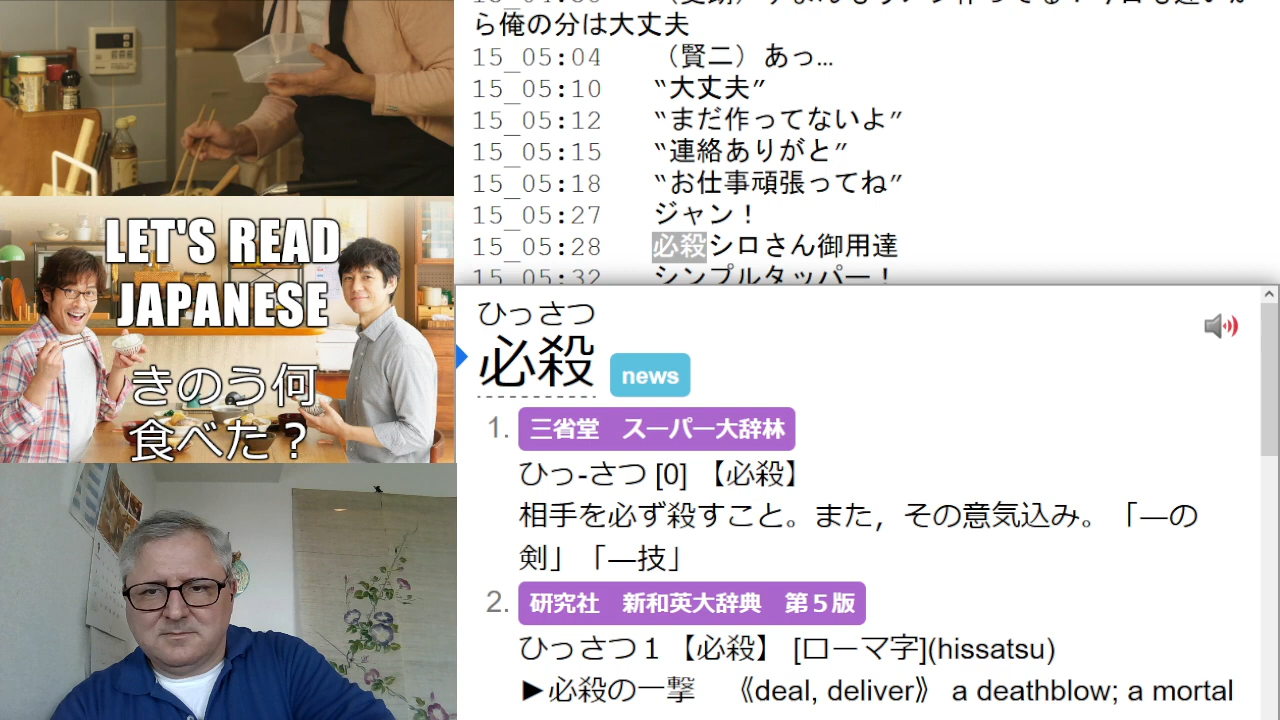 LET'S READ
JAPANESE
きのう何
食べた？
ら俺の分は大丈夫
15_05:04 （賢二）あっ…
15_05:10 “大丈夫”
15_05:12 “まだ作ってないよ”
15_05:15 “連絡ありがと”
15_05:18 “お仕事頑張ってね”
15_05:27 ジャン！
15_05:28 必殺シロさん御用達
15_05:32 シンプルタッパー！
ひっさつ
必殺 news
1. 三省堂　スーパー大辞林
ひっ-さつ [0] 【必殺】
相手を必ず殺すこと。また，その意気込み。「―の
剣」「―技」
2. 研究社　新和英大辞典　第５版
ひっさつ１【必殺】 [ローマ字](hissatsu)
▶必殺の一撃　《deal, deliver》 a deathblow; a mortal